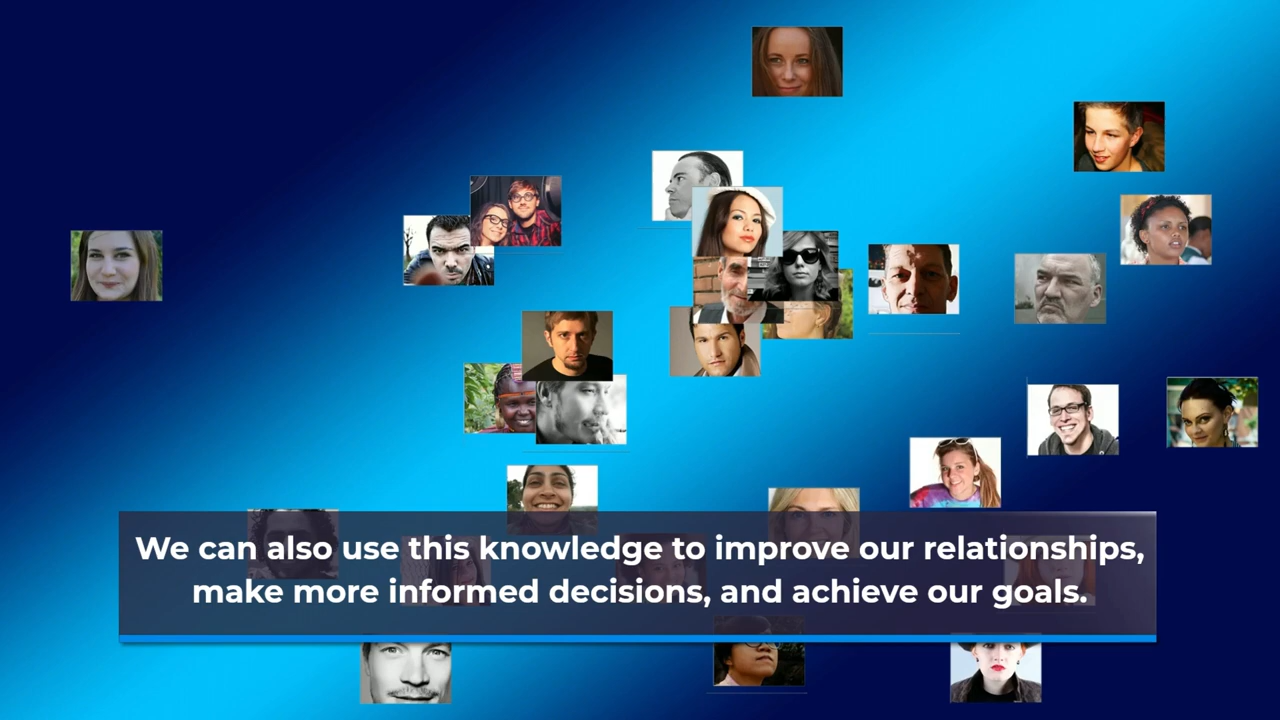 We can also use this knowledge to improve our relationships,
make more informed decisions, and achieve our goals.